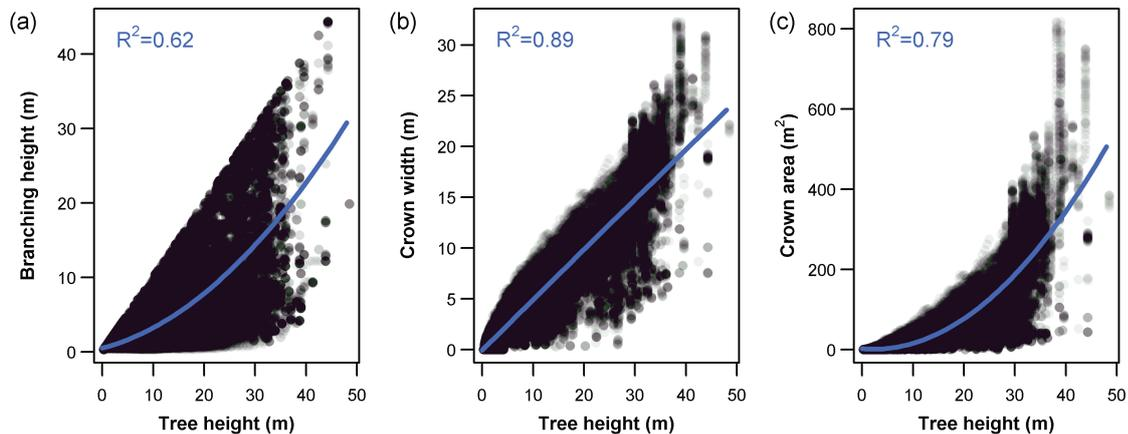 (a)
R²=0.62
Branching height (m)
40
30
20
10
0
0 10 20 30 40 50
Tree height (m)
(b)
R²=0.89
Crown width (m)
30
25
20
15
10
5
0
0 10 20 30 40 50
Tree height (m)
(c)
R²=0.79
Crown area (m²)
800
600
400
200
0
0 10 20 30 40 50
Tree height (m)